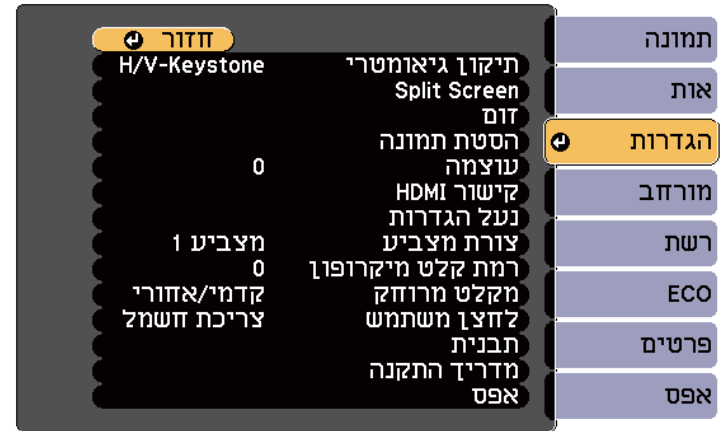 חזור
תיקון גיאומטרי H/V-Keystone
Split Screen
זום
הסטת תמונה
עוצמה 0
קישור HDMI
נעל הגדרות
צורת מצביע מצביע 1
רמת קלט מיקרופון 0
מקלט מרוחק קדמי/אחורי
לחצן משתמש צריכת חשמל
תבנית
מדריך התקנה
אפס
תמונה
אות
הגדרות
מורחב
רשת
ECO
פרטים
אפס